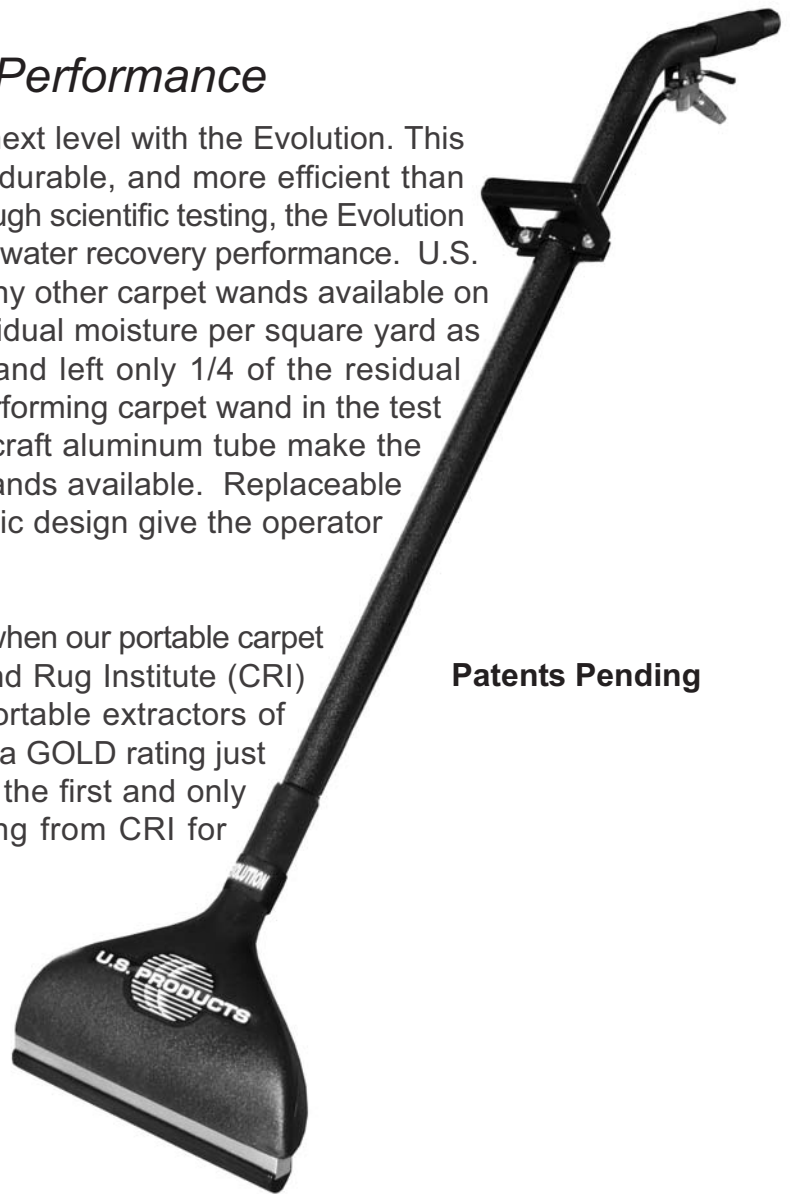 Performance
next level with the Evolution. This
durable, and more efficient than
ugh scientific testing, the Evolution
water recovery performance. U.S.
ny other carpet wands available on
idual moisture per square yard as
and left only 1/4 of the residual
rforming carpet wand in the test
craft aluminum tube make the
ands available. Replaceable
ic design give the operator
when our portable carpet
nd Rug Institute (CRI)
ortable extractors of
a GOLD rating just
the first and only
ng from CRI for
Patents Pending
EVOLUTION
U.S. PRODUCTS